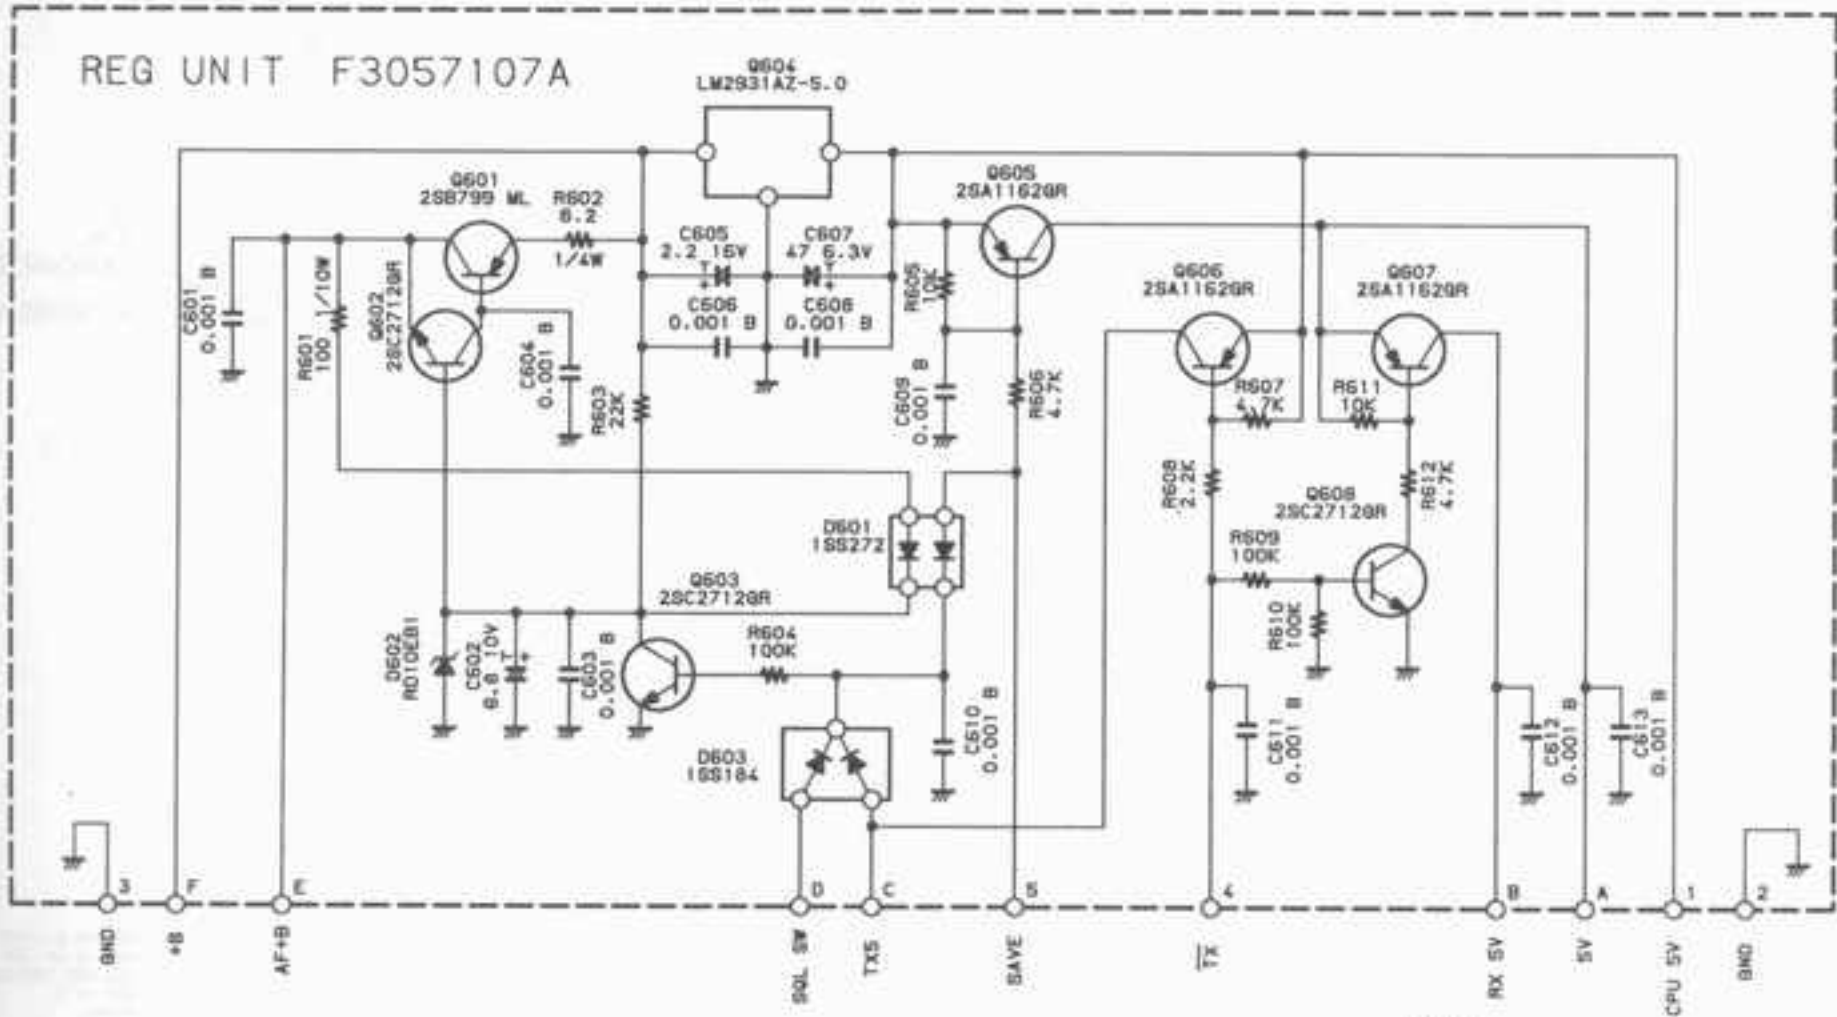 REG UNIT F3057107A
Q604
LM2931AZ-5.0
Q601
2SB799 ML
R602
8.2
1/4W
Q605
2SA1162GR
C605
2.2 16V
C607
47 6.3V
C606
0.001 B
C608
0.001 B
Q606
2SA1162GR
Q607
2SA1162GR
C601
0.001 B
R601
100 1/10W
Q602
2SC2712GR
C604
0.001 B
R603
22K
R605
10K
C609
0.001 B
R606
4.7K
R607
4.7K
R611
10K
R608
2.2K
R612
4.7K
Q608
2SC2712GR
D601
1SS272
R609
100K
R610
100K
Q603
2SC2712GR
R604
100K
D602
RD10EB1
C602
6.8 10V
C603
0.001 B
D603
1SS184
C610
0.001 B
C611
0.001 B
C612
0.001 B
C613
0.001 B
3
F
E
D
C
5
4
B
A
1
2
GND
+B
AF+B
SQL SW
TX5
SAVE
TX
RX 5V
5V
CPU 5V
GND